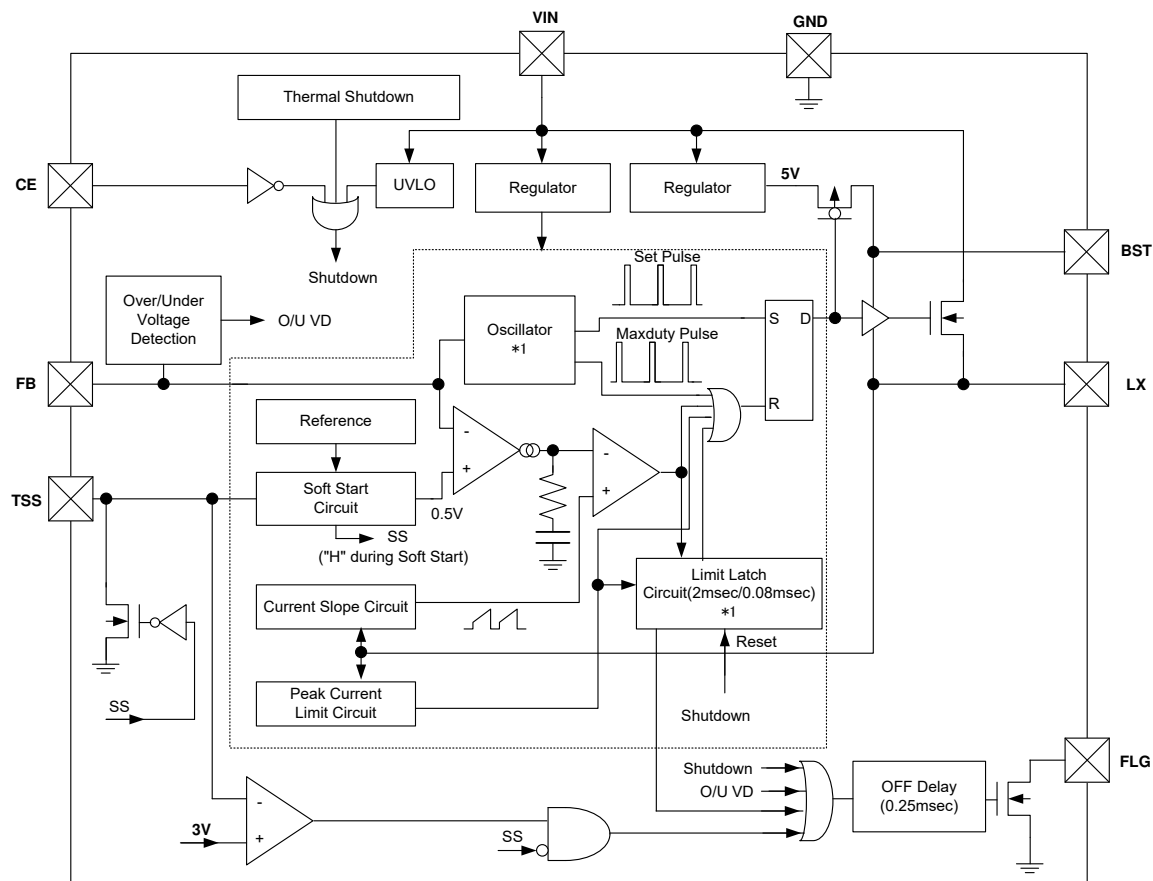 VIN
GND
Thermal Shutdown
CE
UVLO
Regulator
Regulator
5V
BST
Shutdown
Set Pulse
Over/Under
Voltage
Detection
O/U VD
Oscillator
*1
S
D
Maxduty Pulse
FB
LX
R
Reference
-
+
-
+
TSS
Soft Start
Circuit
0.5V
SS
("H" during Soft Start)
Limit Latch
Circuit(2msec/0.08msec)
*1
Current Slope Circuit
Reset
Peak Current
Limit Circuit
SS
Shutdown
FLG
Shutdown
O/U VD
OFF Delay
(0.25msec)
-
3V
+
SS